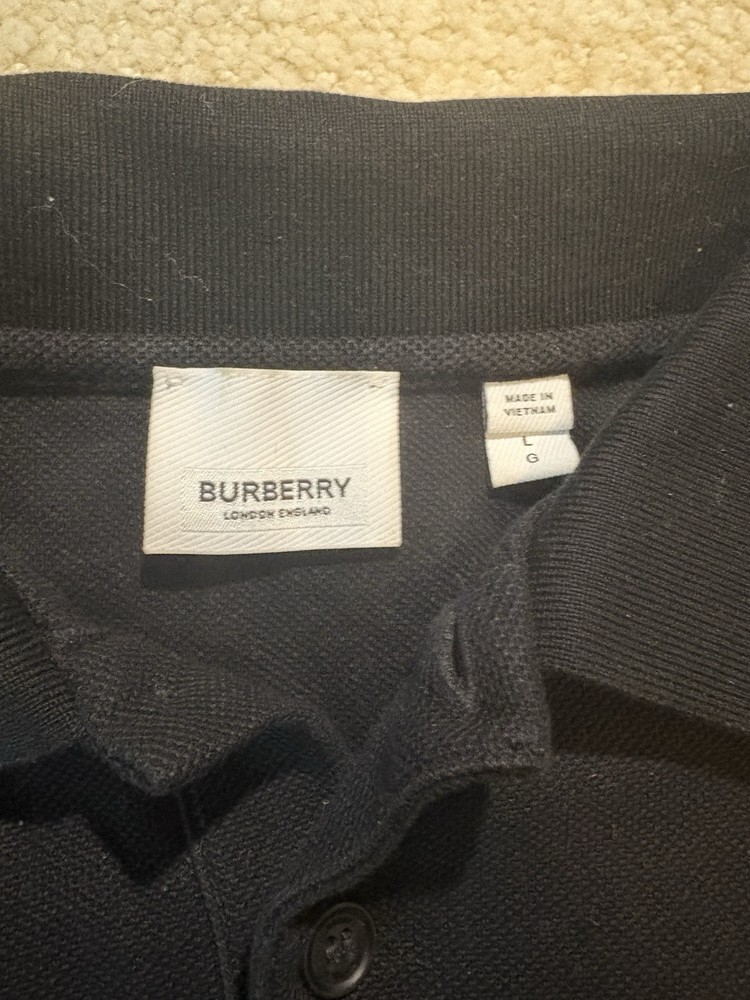 BURBERRY
LONDON ENGLAND
MADE IN
VIETNAM
L
G